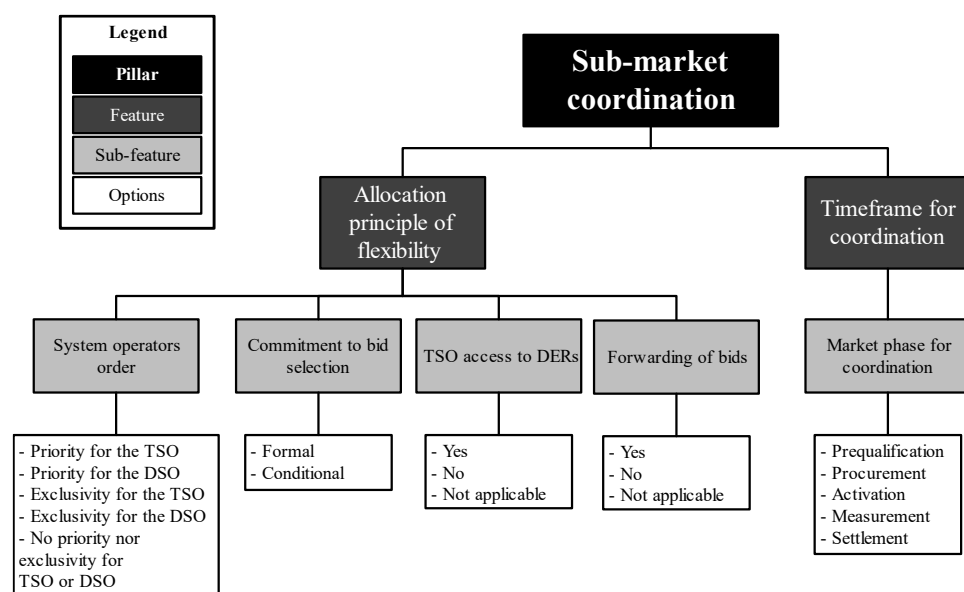 Legend
Pillar
Feature
Sub-feature
Options
Sub-market
coordination
Allocation
principle of
flexibility
Timeframe for
coordination
System operators
order
Commitment to bid
selection
TSO access to DERs
Forwarding of bids
Market phase for
coordination
- Priority for the TSO
- Priority for the DSO
- Exclusivity for the TSO
- Exclusivity for the DSO
- No priority nor
exclusivity for
TSO or DSO
- Formal
- Conditional
- Yes
- No
- Not applicable
- Yes
- No
- Not applicable
- Prequalification
- Procurement
- Activation
- Measurement
- Settlement